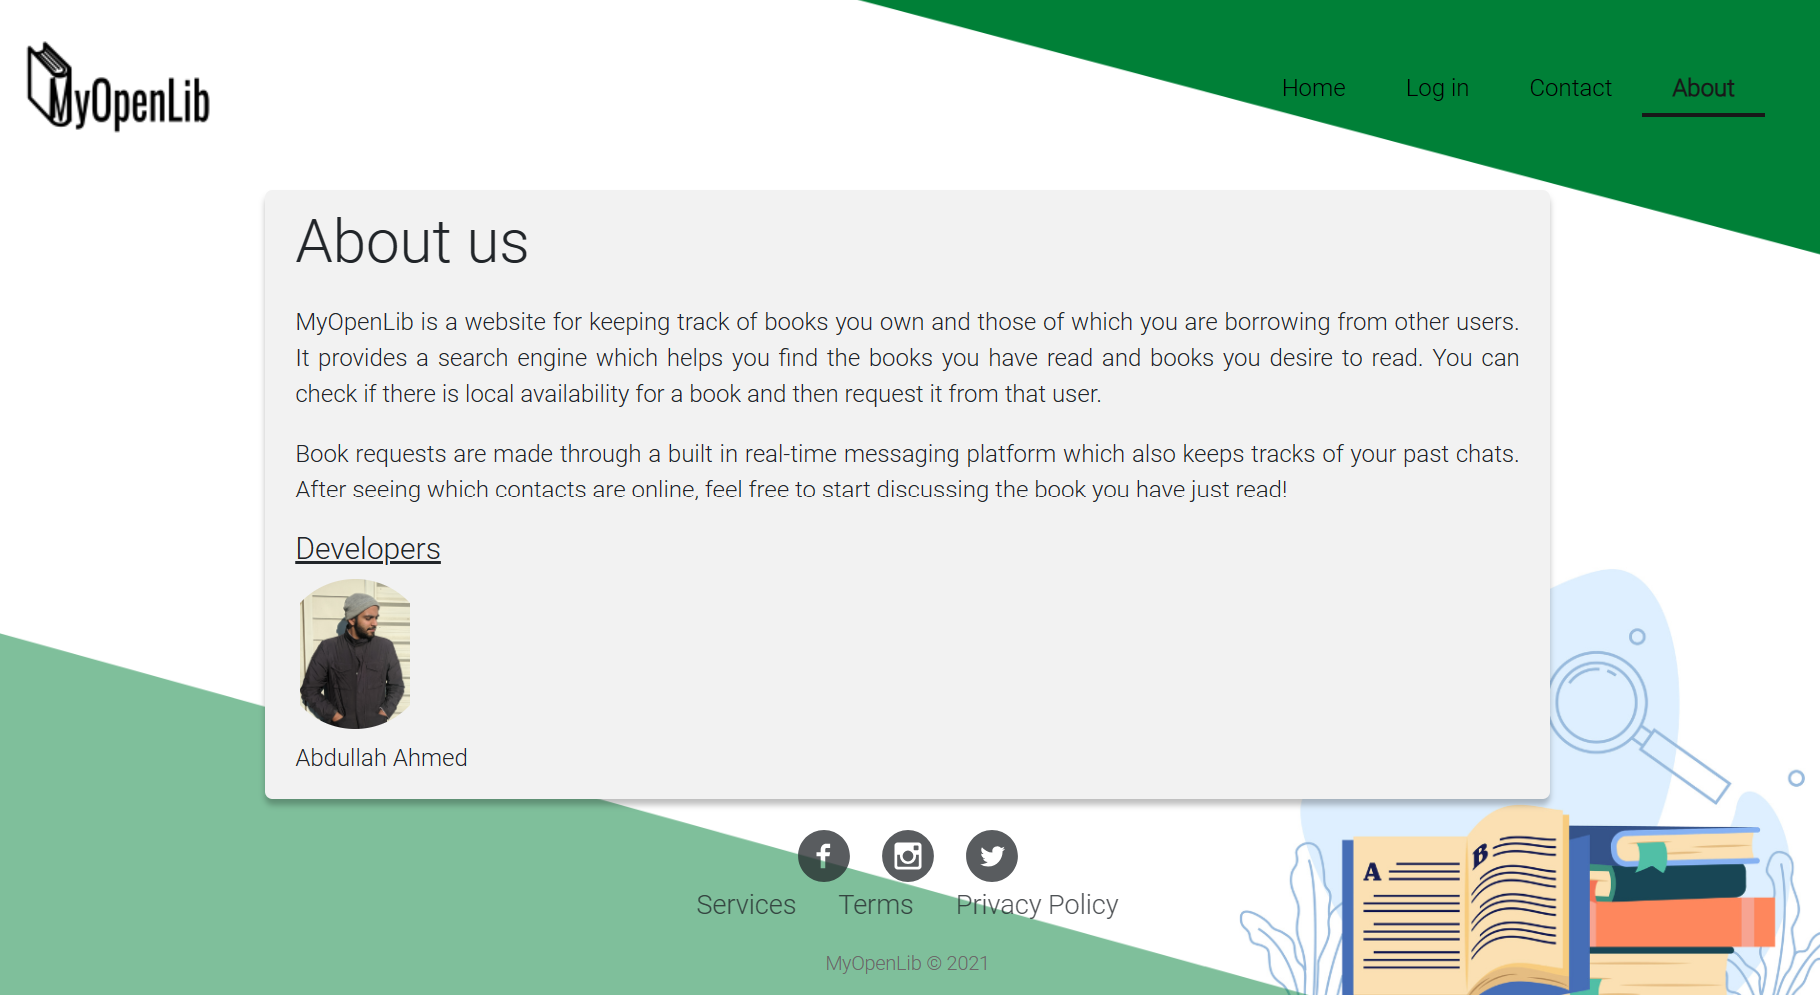 MyOpenLib
Home
Log in
Contact
About
About us
MyOpenLib is a website for keeping track of books you own and those of which you are borrowing from other users.
It provides a search engine which helps you find the books you have read and books you desire to read. You can
check if there is local availability for a book and then request it from that user.
Book requests are made through a built in real-time messaging platform which also keeps tracks of your past chats.
After seeing which contacts are online, feel free to start discussing the book you have just read!
Developers
Abdullah Ahmed
A
B
Services
Terms
Privacy Policy
MyOpenLib © 2021